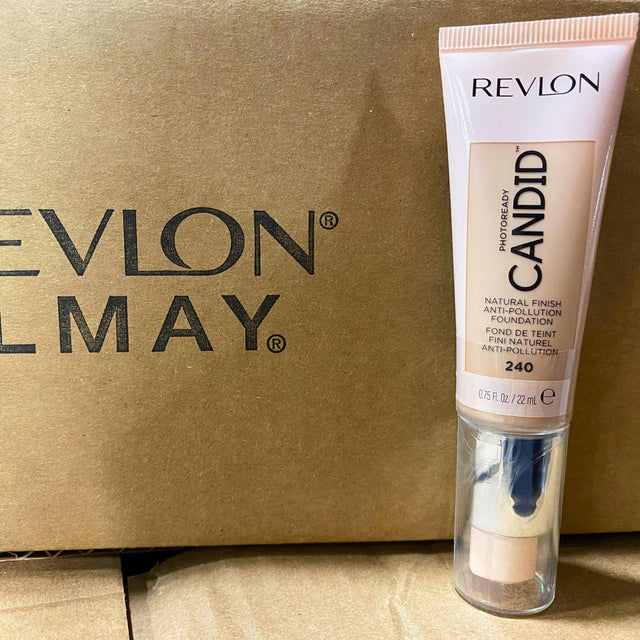 EVLON®
LMAY®
REVLON
PHOTOREADY
CANDID™
NATURAL FINISH
ANTI-POLLUTION
FOUNDATION
FOND DE TEINT
FINI NATUREL
ANTI-POLLUTION
240
0.75 Fl. Oz. / 22 mL e